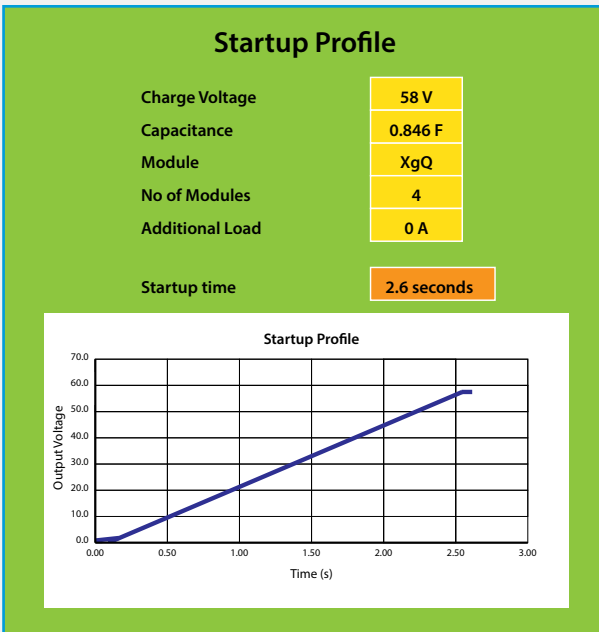 Startup Profile
Charge Voltage 58 V
Capacitance 0.846 F
Module XgQ
No of Modules 4
Additional Load 0 A
Startup time 2.6 seconds
Startup Profile
70.0
60.0
50.0
40.0
30.0
20.0
10.0
0.0
Output Voltage
0.00 0.50 1.00 1.50 2.00 2.50 3.00
Time (s)